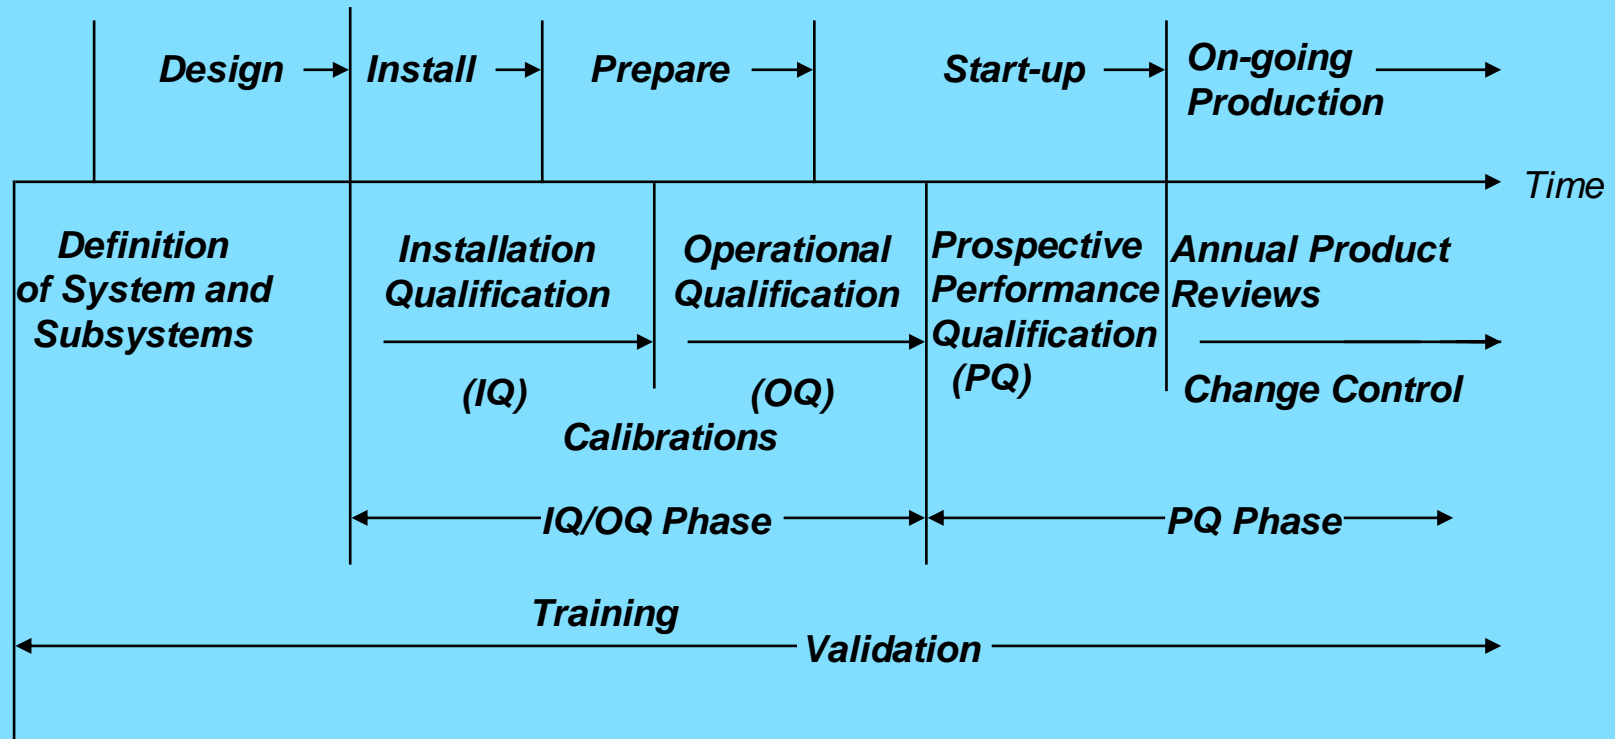 Design
Install
Prepare
Start-up
On-going
Production
Time
Definition
of System and
Subsystems
Installation
Qualification
(IQ)
Operational
Qualification
(OQ)
Calibrations
Prospective
Performance
Qualification
(PQ)
Annual Product
Reviews
Change Control
IQ/OQ Phase
PQ Phase
Training
Validation